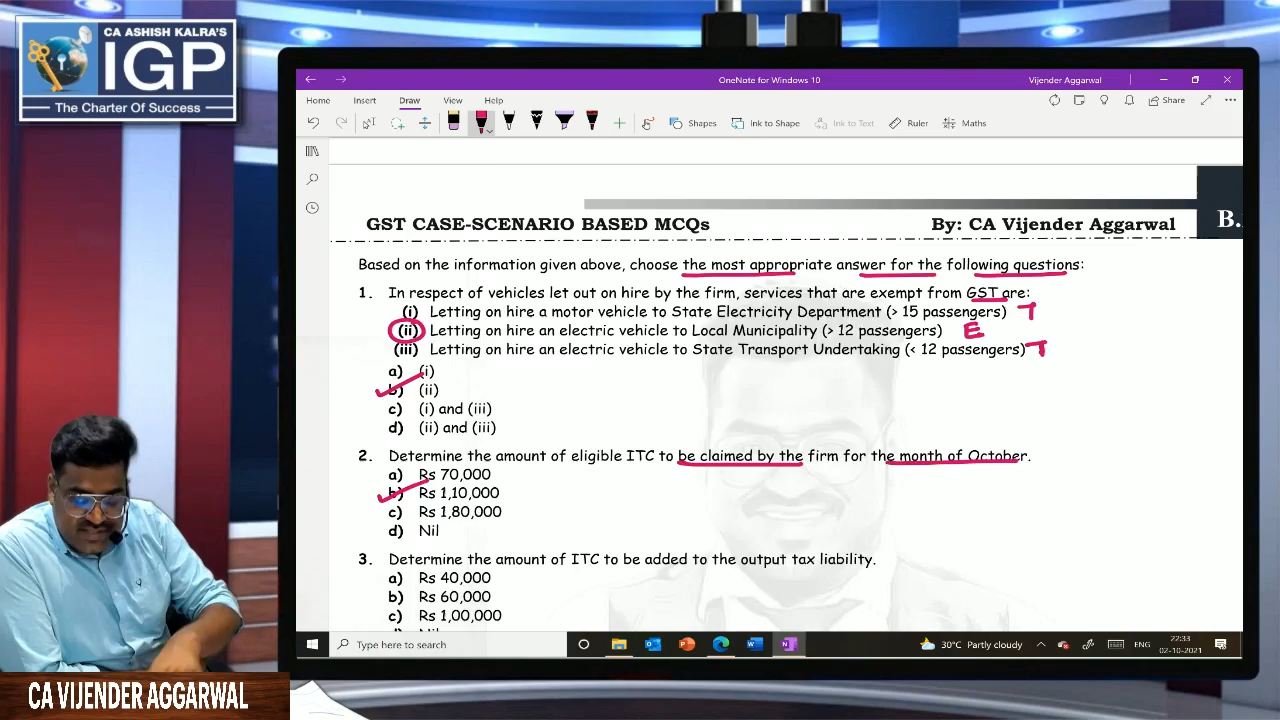 CA ASHISH KALRA'S
IGP
The Charter Of Success
OneNote for Windows 10
Vijender Aggarwal
Home Insert Draw View Help
Share
Shapes Ink to Shape Ink to Text Ruler Maths
GST CASE-SCENARIO BASED MCQs By: CA Vijender Aggarwal
B.
Based on the information given above, choose the most appropriate answer for the following questions:
1. In respect of vehicles let out on hire by the firm, services that are exempt from GST are:
(i) Letting on hire a motor vehicle to State Electricity Department (> 15 passengers) T
(ii) Letting on hire an electric vehicle to Local Municipality (> 12 passengers) E
(iii) Letting on hire an electric vehicle to State Transport Undertaking (< 12 passengers) T
a) (i)
b) (ii)
c) (i) and (iii)
d) (ii) and (iii)
2. Determine the amount of eligible ITC to be claimed by the firm for the month of October.
a) Rs 70,000
b) Rs 1,10,000
c) Rs 1,80,000
d) Nil
3. Determine the amount of ITC to be added to the output tax liability.
a) Rs 40,000
b) Rs 60,000
c) Rs 1,00,000
d) Nil
Type here to search
30°C Partly cloudy
ENG
22:33
02-10-2021
CA VIJENDER AGGARWAL